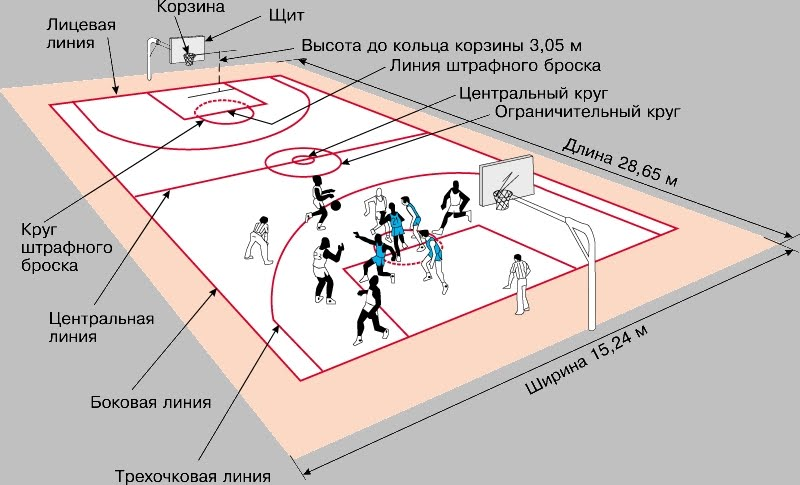 Корзина
Щит
Лицевая
линия
Высота до кольца корзины 3,05 м
Линия штрафного броска
Центральный круг
Ограничительный круг
Длина 28,65 м
Круг
штрафного
броска
Центральная
линия
Ширина 15,24 м
Боковая линия
Трехочковая линия